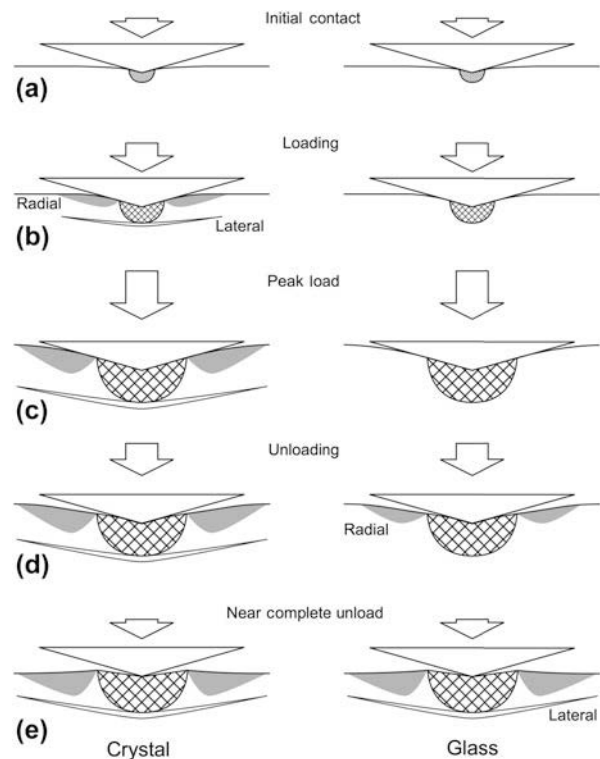 Initial contact
(a)
Loading
Radial
Lateral
(b)
Peak load
(c)
Unloading
Radial
(d)
Near complete unload
Lateral
(e)
Crystal Glass